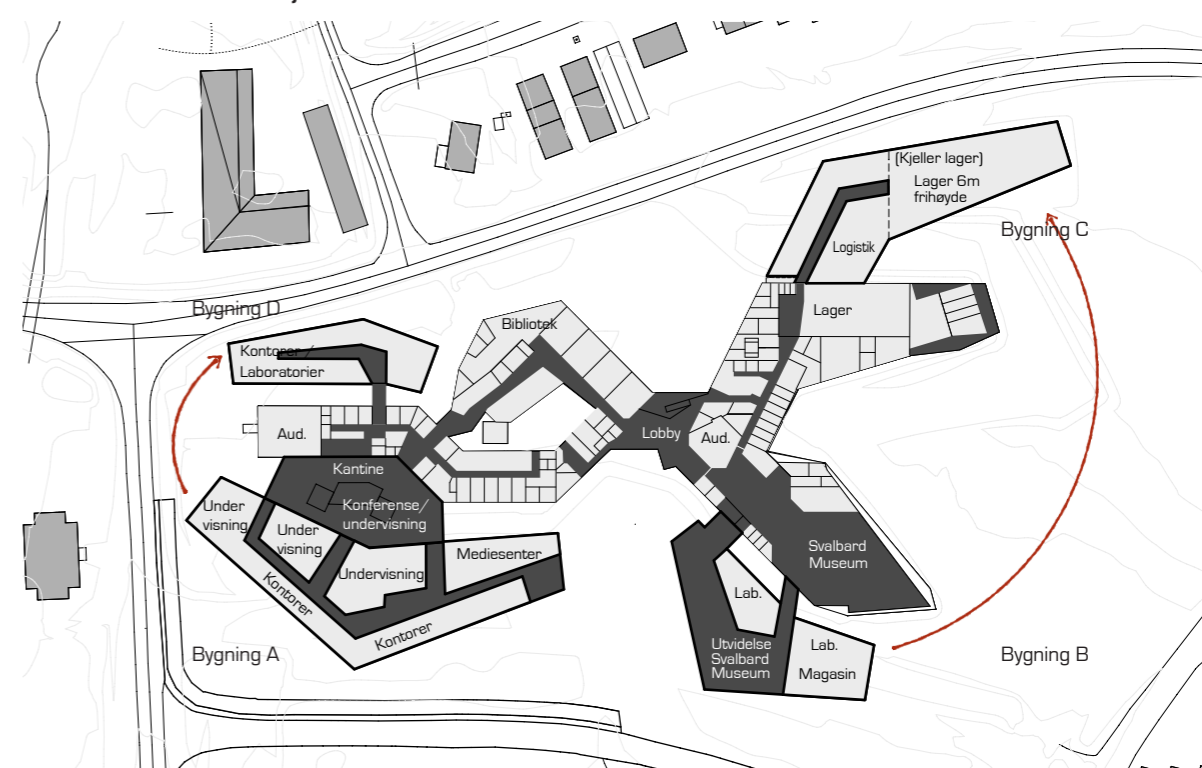 (Kjeller lager)
Lager 6m
frihøyde
Bygning C
Logistik
Bygning D
Lager
Bibliotek
Kontorer /
Laboratorier
Aud.
Lobby
Aud.
Kantine
Konferense/
undervisning
Under
visning
Under
visning
Undervisning
Mediesenter
Kontorer
Kontorer
Svalbard
Museum
Lab.
Utvidelse
Svalbard
Museum
Lab.
Magasin
Bygning A
Bygning B